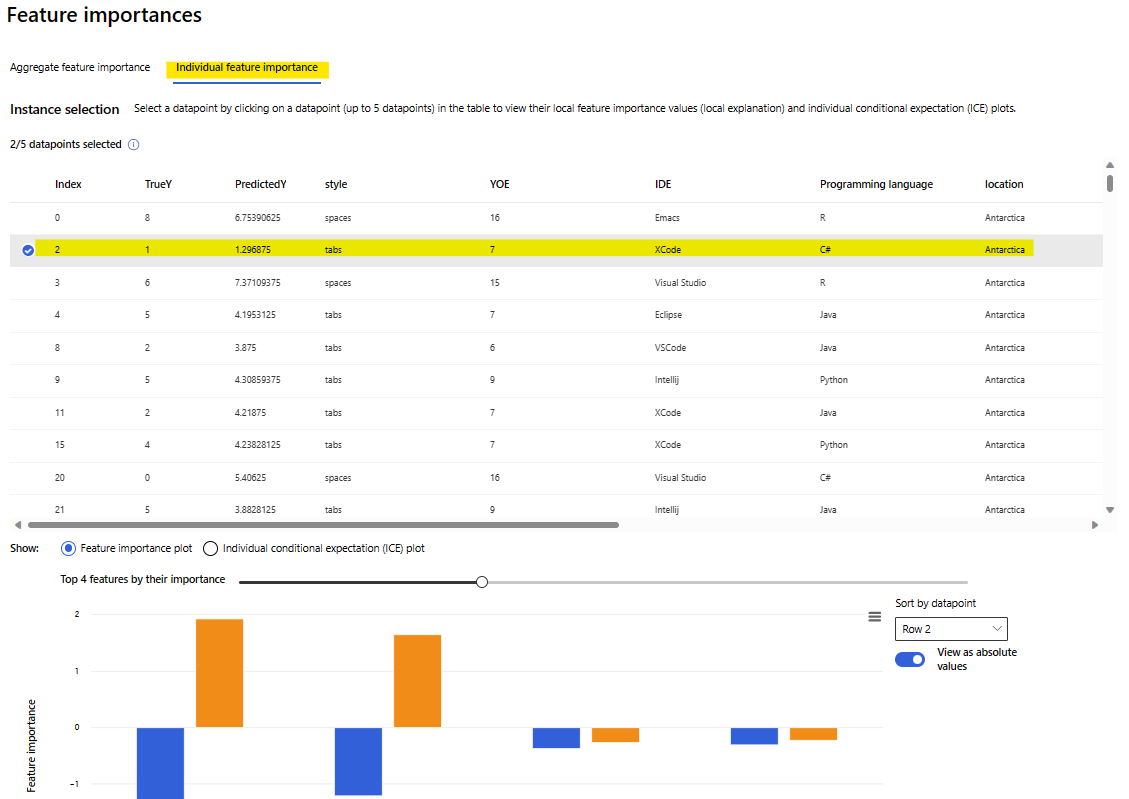 Feature importances
Aggregate feature importance Individual feature importance
Instance selection Select a datapoint by clicking on a datapoint (up to 5 datapoints) in the table to view their local feature importance values (local explanation) and individual conditional expectation (ICE) plots.
2/5 datapoints selected
Index TrueY PredictedY style YOE IDE Programming language location
0 8 6.75390625 spaces 16 Emacs R Antarctica
2 1 1.296875 tabs 7 XCode C# Antarctica
3 6 7.37109375 spaces 15 Visual Studio R Antarctica
4 5 4.1953125 tabs 7 Eclipse Java Antarctica
8 2 3.875 tabs 6 VSCode Java Antarctica
9 5 4.30859375 tabs 9 Intellij Python Antarctica
11 2 4.21875 tabs 7 XCode Java Antarctica
15 4 4.23828125 tabs 7 XCode Python Antarctica
20 0 5.40625 spaces 16 Visual Studio C# Antarctica
21 5 3.8828125 tabs 9 Intellij Java Antarctica
Show: Feature importance plot Individual conditional expectation (ICE) plot
Top 4 features by their importance
Sort by datapoint
Row 2
View as absolute
values
2
1
0
-1
Feature importance